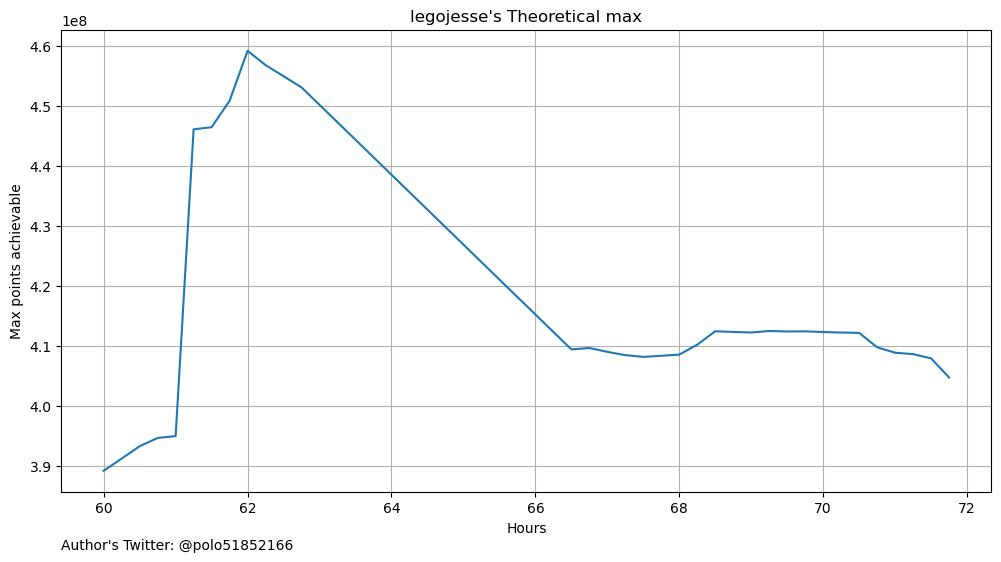 legojesse's Theoretical max
1e8
4.6
4.5
4.4
4.3
4.2
4.1
4.0
3.9
Max points achievable
60 62 64 66 68 70 72
Hours
Author's Twitter: @polo51852166